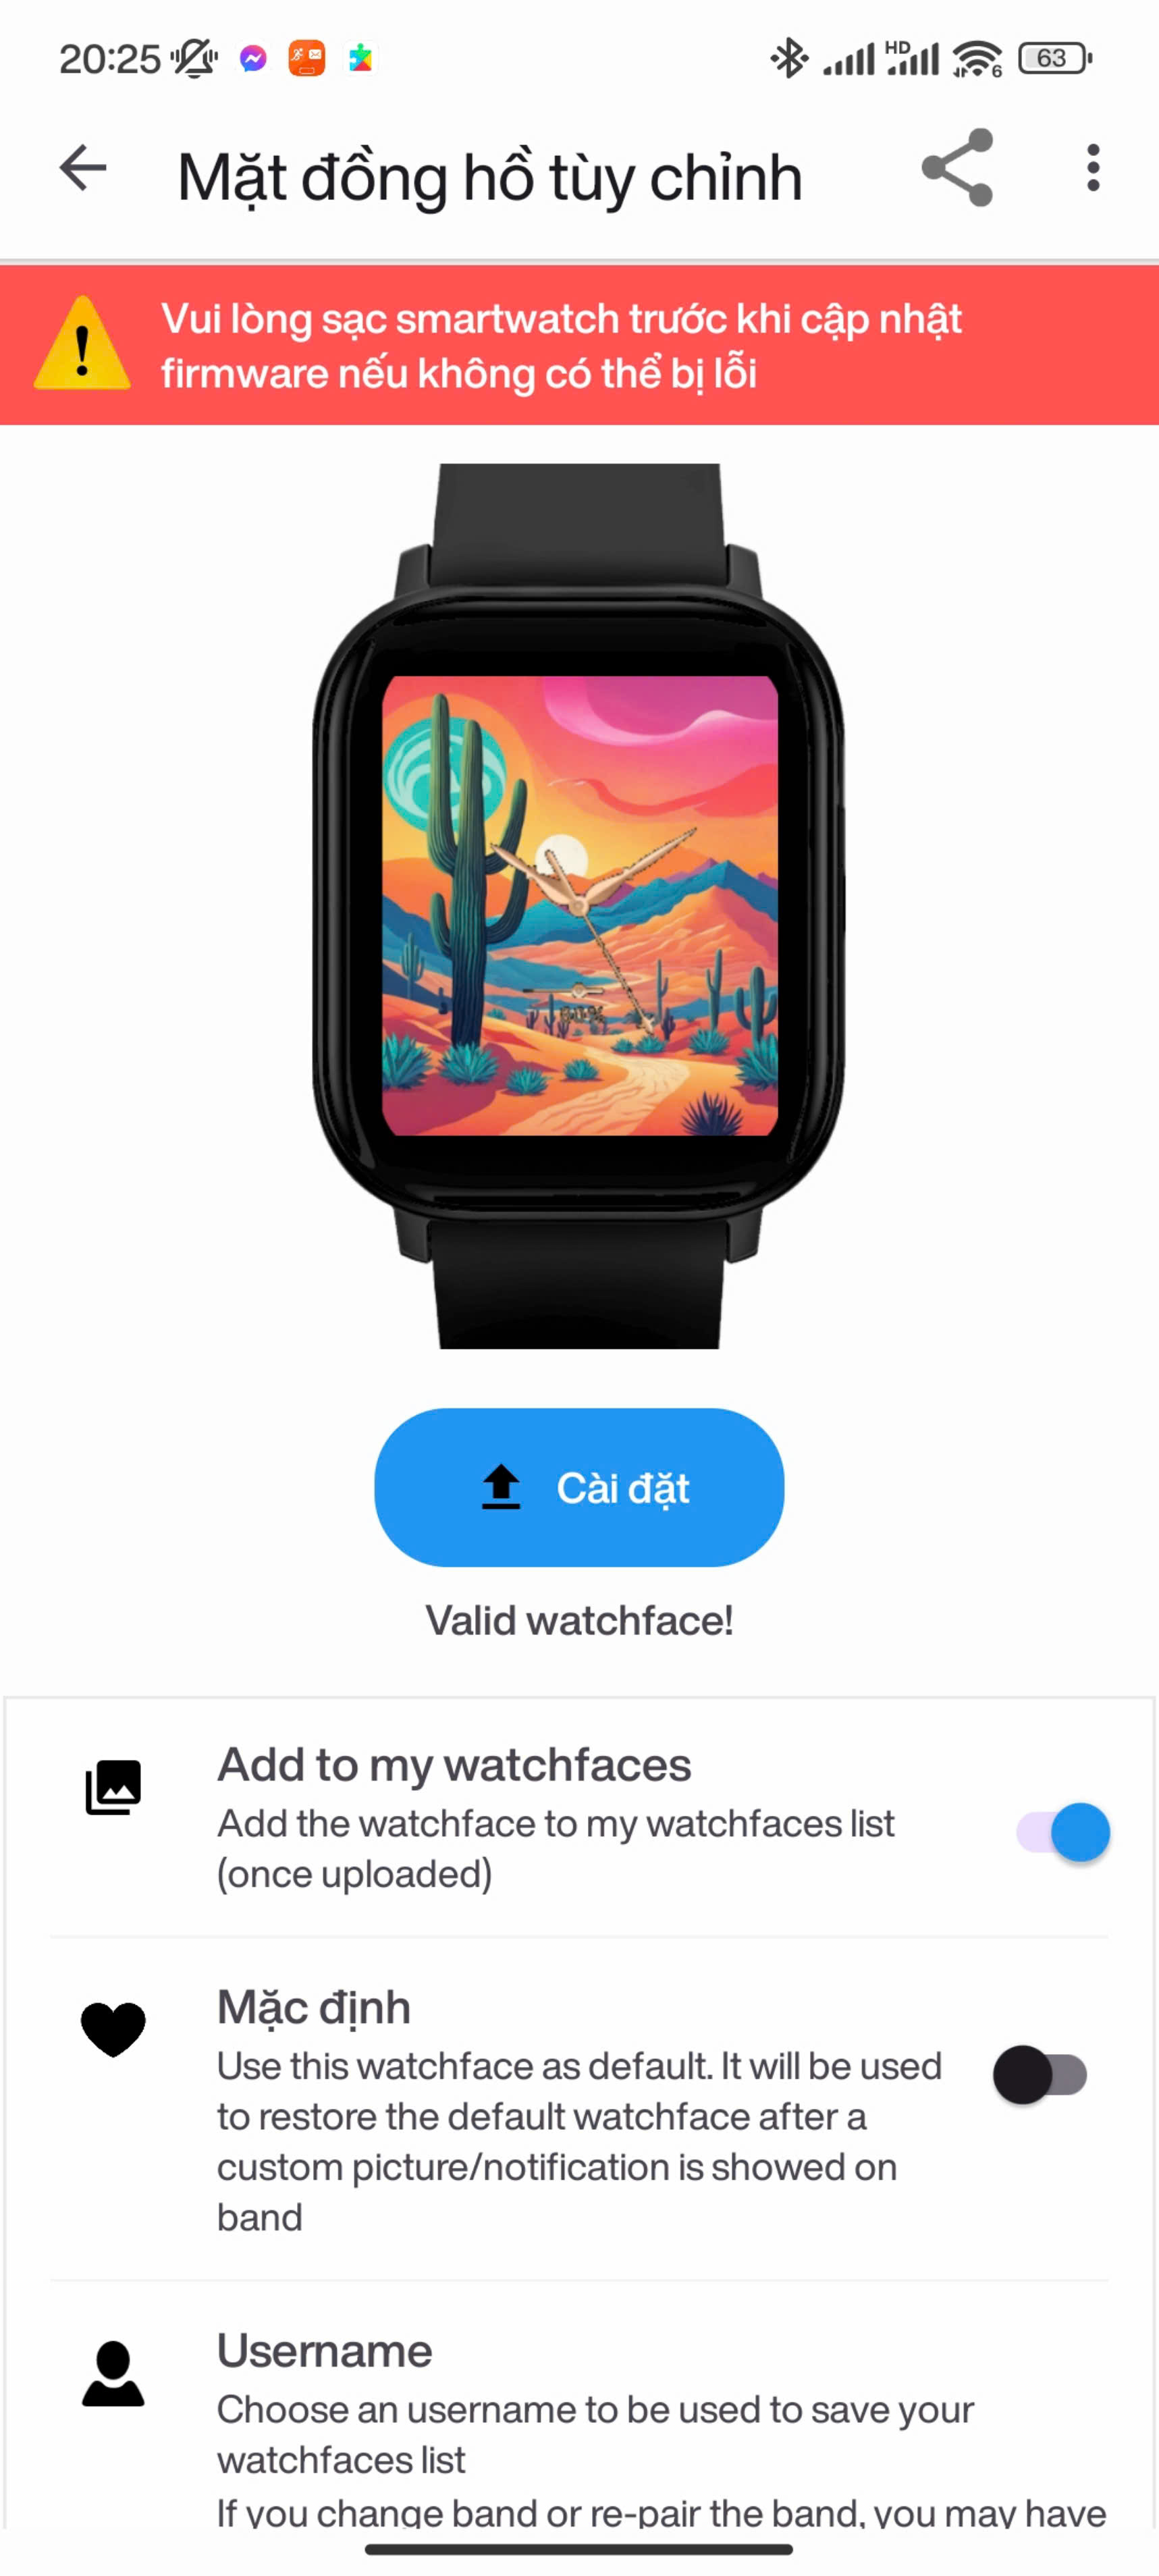 20:25
HD
6
63
Mặt đồng hồ tùy chỉnh
Vui lòng sạc smartwatch trước khi cập nhật
firmware nếu không có thể bị lỗi
Cài đặt
Valid watchface!
Add to my watchfaces
Add the watchface to my watchfaces list
(once uploaded)
Mặc định
Use this watchface as default. It will be used
to restore the default watchface after a
custom picture/notification is showed on
band
Username
Choose an username to be used to save your
watchfaces list
If you change band or re-pair the band, you may have